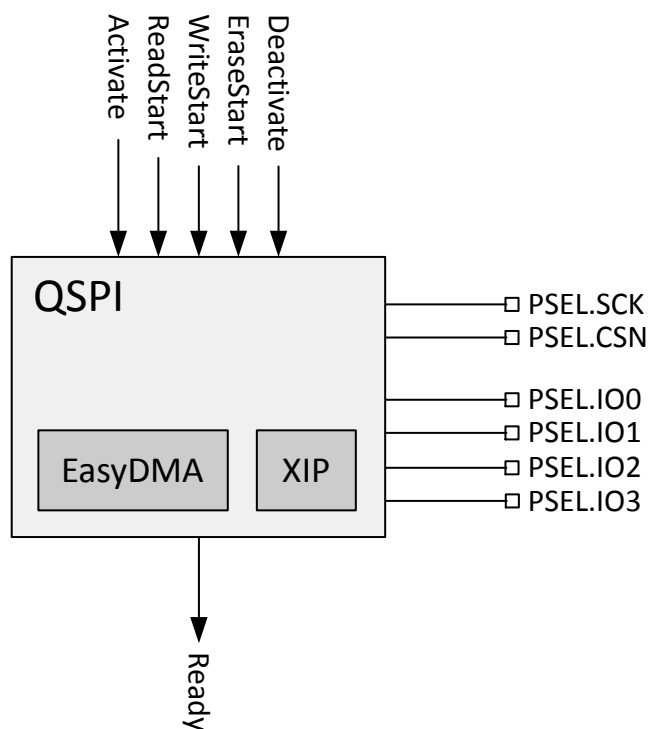 Activate
ReadStart
WriteStart
EraseStart
Deactivate
QSPI
PSEL.SCK
PSEL.CSN
PSEL.IO0
PSEL.IO1
PSEL.IO2
PSEL.IO3
EasyDMA
XIP
Ready